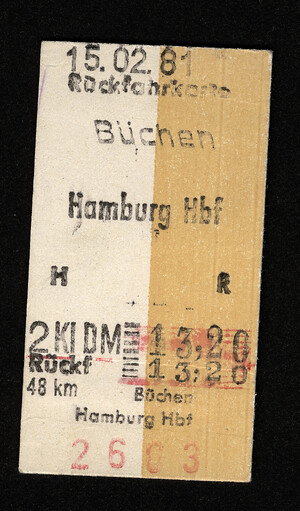 15.02.81
Rückfahrkarte
Büchen
Hamburg Hbf
H R
2 Kl DM 13,20
Rückf 13,20
48 km Büchen
Hamburg Hbf
2603